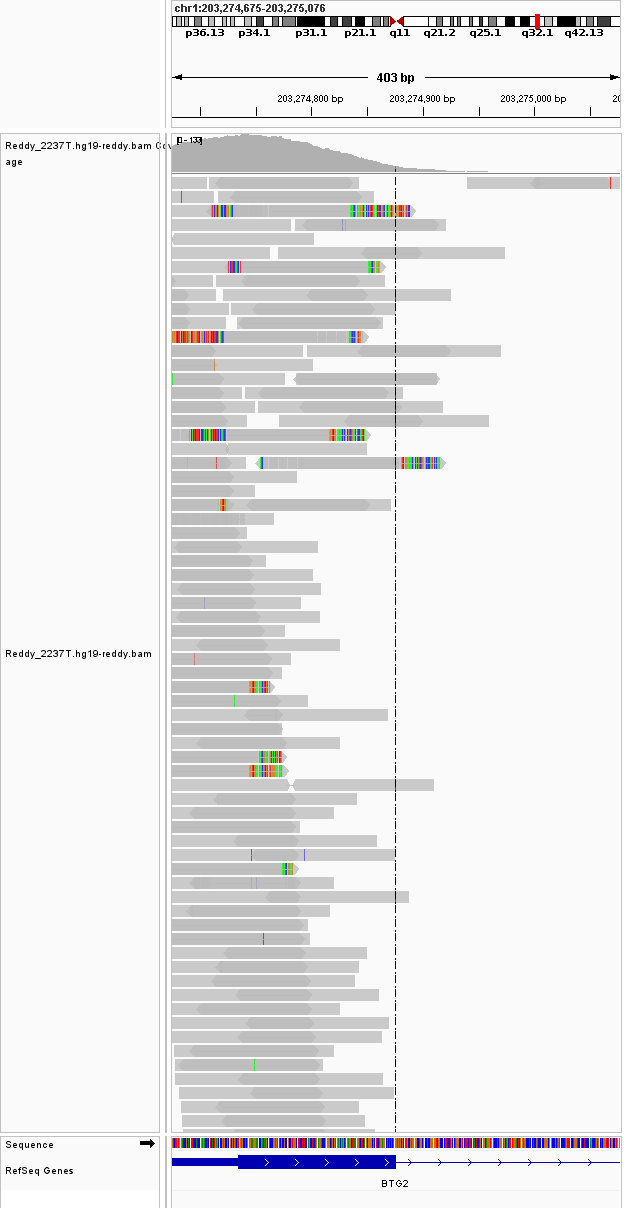 chr1:203,274,675-203,275,076
p36.13 p34.1 p31.1 p21.1 q11 q21.2 q25.1 q32.1 q42.13
403 bp
203,274,800 bp 203,274,900 bp 203,275,000 bp 20
Reddy_2237T.hg19-reddy.bam Cov
age
[0 - 133]
Reddy_2237T.hg19-reddy.bam
Sequence
RefSeq Genes
BTG2